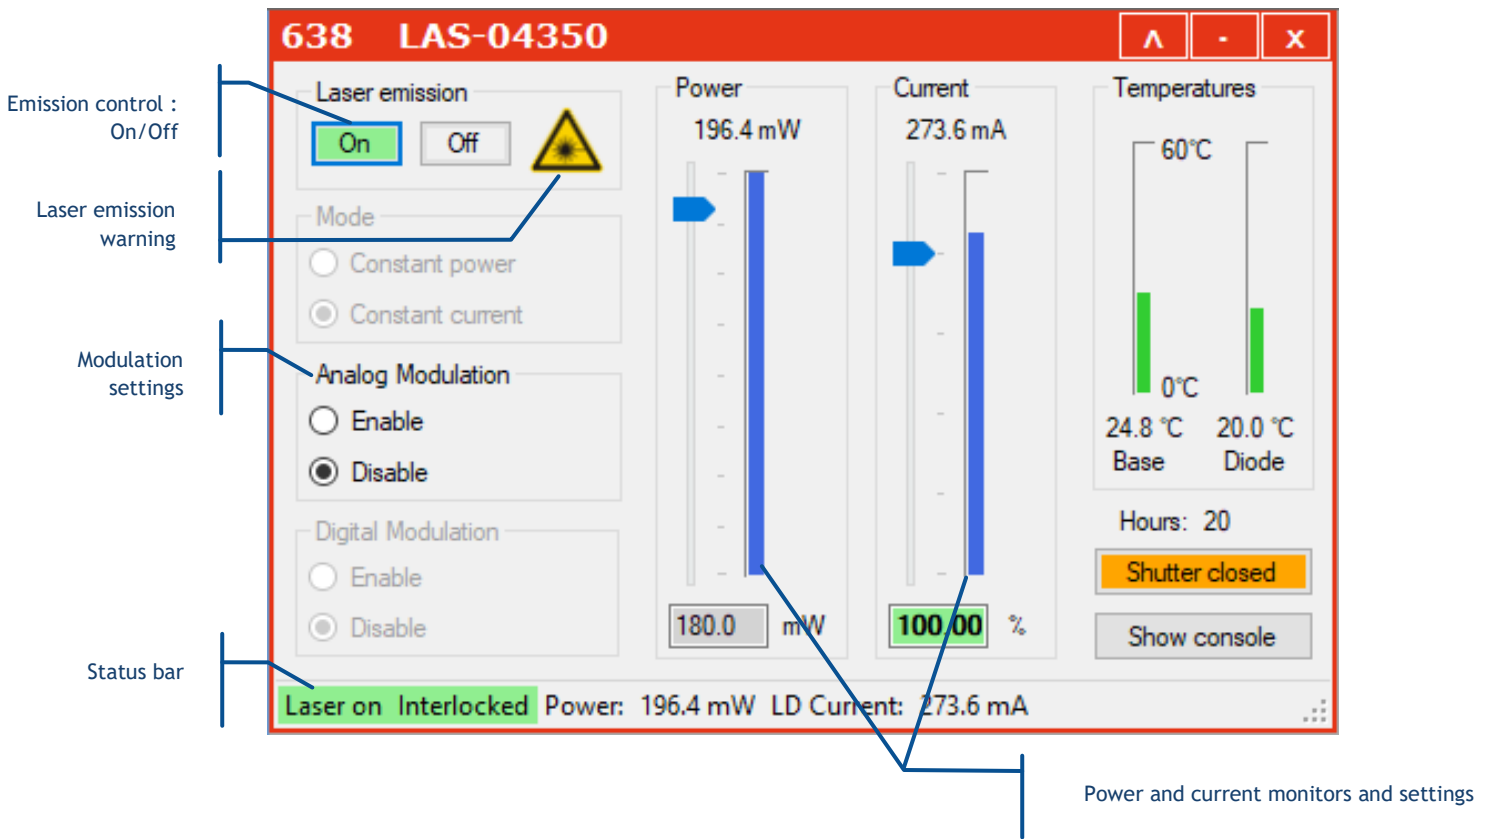 638 LAS-04350
Λ - X
Emission control :
On/Off
Laser emission
warning
Modulation
settings
Status bar
Laser emission
On Off
Mode
Constant power
Constant current
Analog Modulation
Enable
Disable
Digital Modulation
Enable
Disable
Power
196.4 mW
180.0 mW
Current
273.6 mA
100.00 %
Temperatures
60°C
0°C
24.8 °C 20.0 °C
Base Diode
Hours: 20
Shutter closed
Show console
Laser on Interlocked Power: 196.4 mW LD Current: 273.6 mA
Power and current monitors and settings